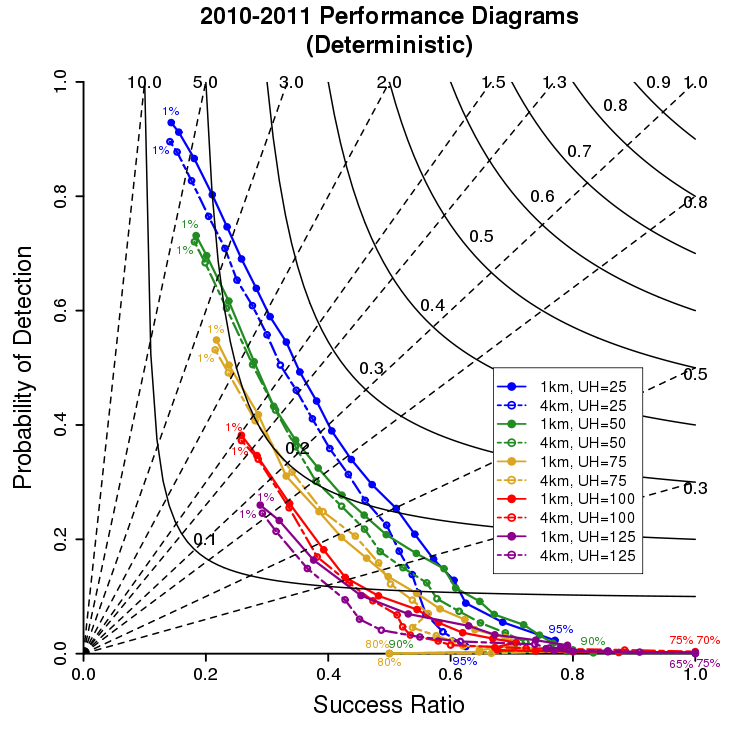 2010-2011 Performance Diagrams
(Deterministic)
10.0 5.0 3.0 2.0 1.5 1.3 0.9 1.0
1.0
0.8
1%
1%
0.7
0.8
0.6
0.8
1%
1%
0.5
0.6
0.4
1%
1%
0.3
0.5
1km, UH=25
4km, UH=25
1km, UH=50
4km, UH=50
1km, UH=75
4km, UH=75
1km, UH=100
4km, UH=100
1km, UH=125
4km, UH=125
0.4
1%
1%
0.2
0.3
1%
1%
0.2
0.1
95%
80% 90%
90%
75% 70%
0.0
80%
95%
65% 75%
0.0 0.2 0.4 0.6 0.8 1.0
Success Ratio
Probability of Detection